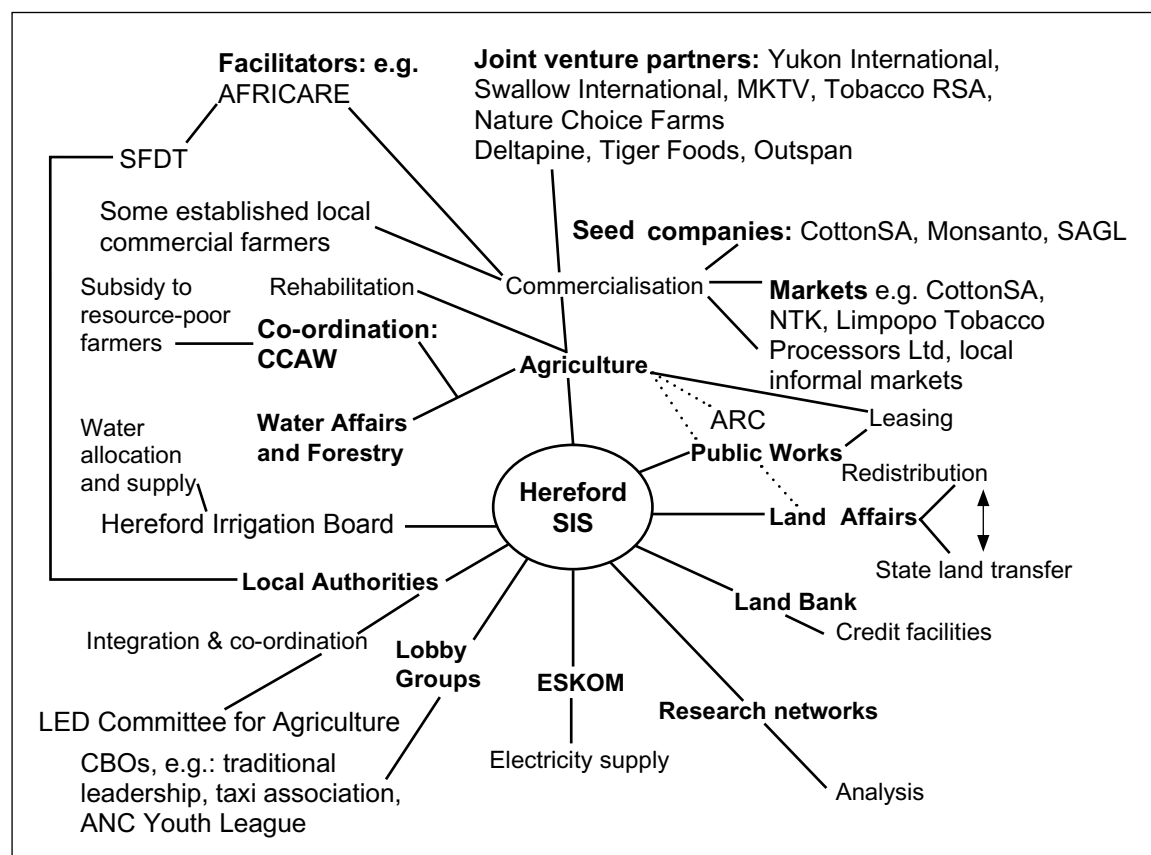 Facilitators: e.g.
AFRICARE
Joint venture partners: Yukon International,
Swallow International, MKTV, Tobacco RSA,
Nature Choice Farms
Deltapine, Tiger Foods, Outspan
SFDT
Some established local
commercial farmers
Seed companies: CottonSA, Monsanto, SAGL
Subsidy to
resource-poor
farmers
Rehabilitation
Commercialisation
Markets e.g. CottonSA,
NTK, Limpopo Tobacco
Processors Ltd, local
informal markets
Co-ordination:
CCAW
Agriculture
Water Affairs
and Forestry
ARC
Leasing
Public Works
Water
allocation
and supply
Redistribution
Hereford
SIS
Hereford Irrigation Board
Land Affairs
State land transfer
Local Authorities
Land Bank
Credit facilities
Integration & co-ordination
Lobby
Groups
ESKOM
Research networks
LED Committee for Agriculture
Electricity supply
CBOs, e.g.: traditional
leadership, taxi association,
ANC Youth League
Analysis